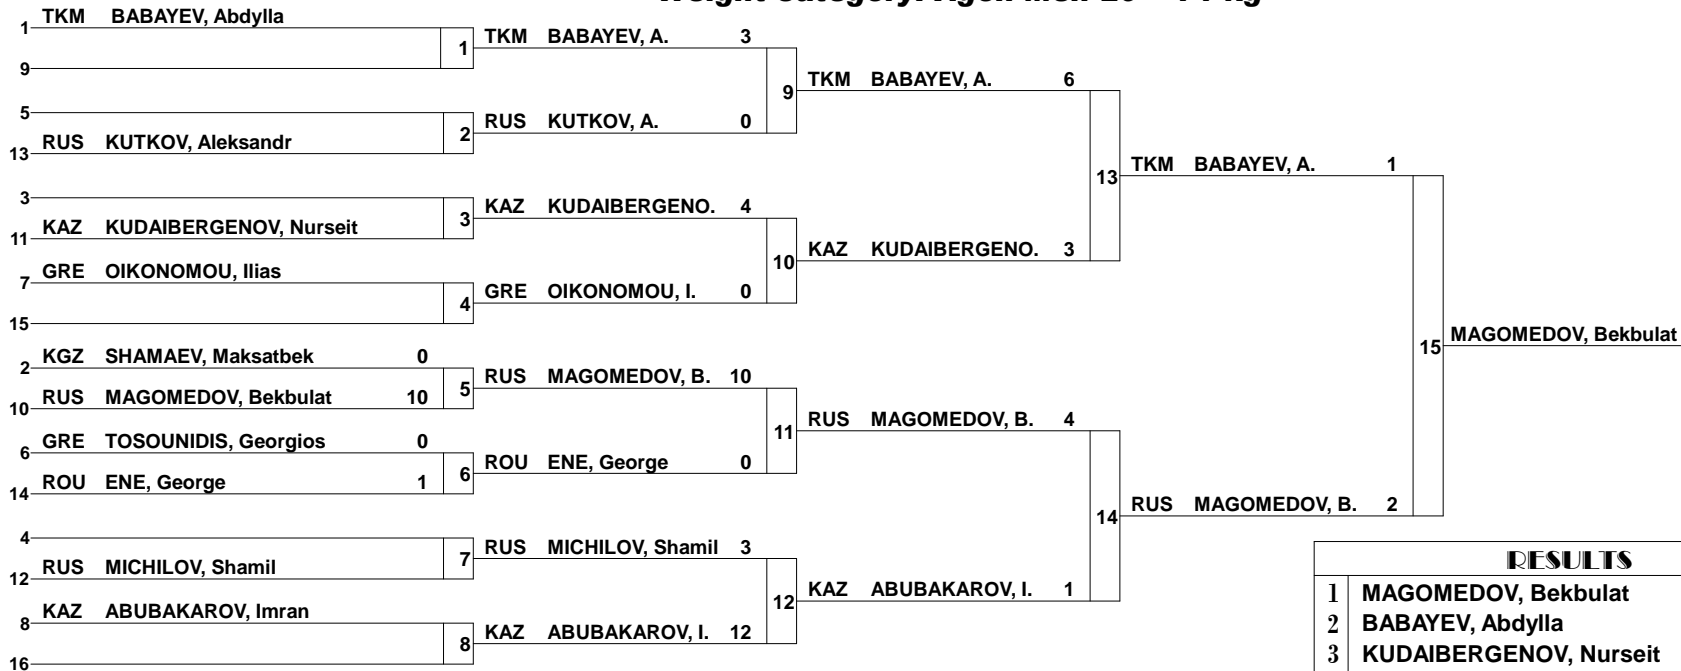 1 TKM BABAYEV, Abdylla
9
1
5
13 RUS KUTKOV, Aleksandr
2
3
11 KAZ KUDAIBERGENOV, Nurseit
3
7 GRE OIKONOMOU, Ilias
15
4
2 KGZ SHAMAEV, Maksatbek 0
10 RUS MAGOMEDOV, Bekbulat 10
5
6 GRE TOSOUNIDIS, Georgios 0
14 ROU ENE, George 1
6
4
12 RUS MICHILOV, Shamil
7
8 KAZ ABUBAKAROV, Imran
16
8
TKM BABAYEV, A. 3
RUS KUTKOV, A. 0
9
KAZ KUDAIBERGENO. 4
GRE OIKONOMOU, I. 0
10
RUS MAGOMEDOV, B. 10
ROU ENE, George 0
11
RUS MICHILOV, Shamil 3
KAZ ABUBAKAROV, I. 12
12
TKM BABAYEV, A. 6
KAZ KUDAIBERGENO. 3
13
RUS MAGOMEDOV, B. 4
KAZ ABUBAKAROV, I. 1
14
TKM BABAYEV, A. 1
RUS MAGOMEDOV, B. 2
15
MAGOMEDOV, Bekbulat
RESULTS
1 MAGOMEDOV, Bekbulat
2 BABAYEV, Abdylla
3 KUDAIBERGENOV, Nurseit